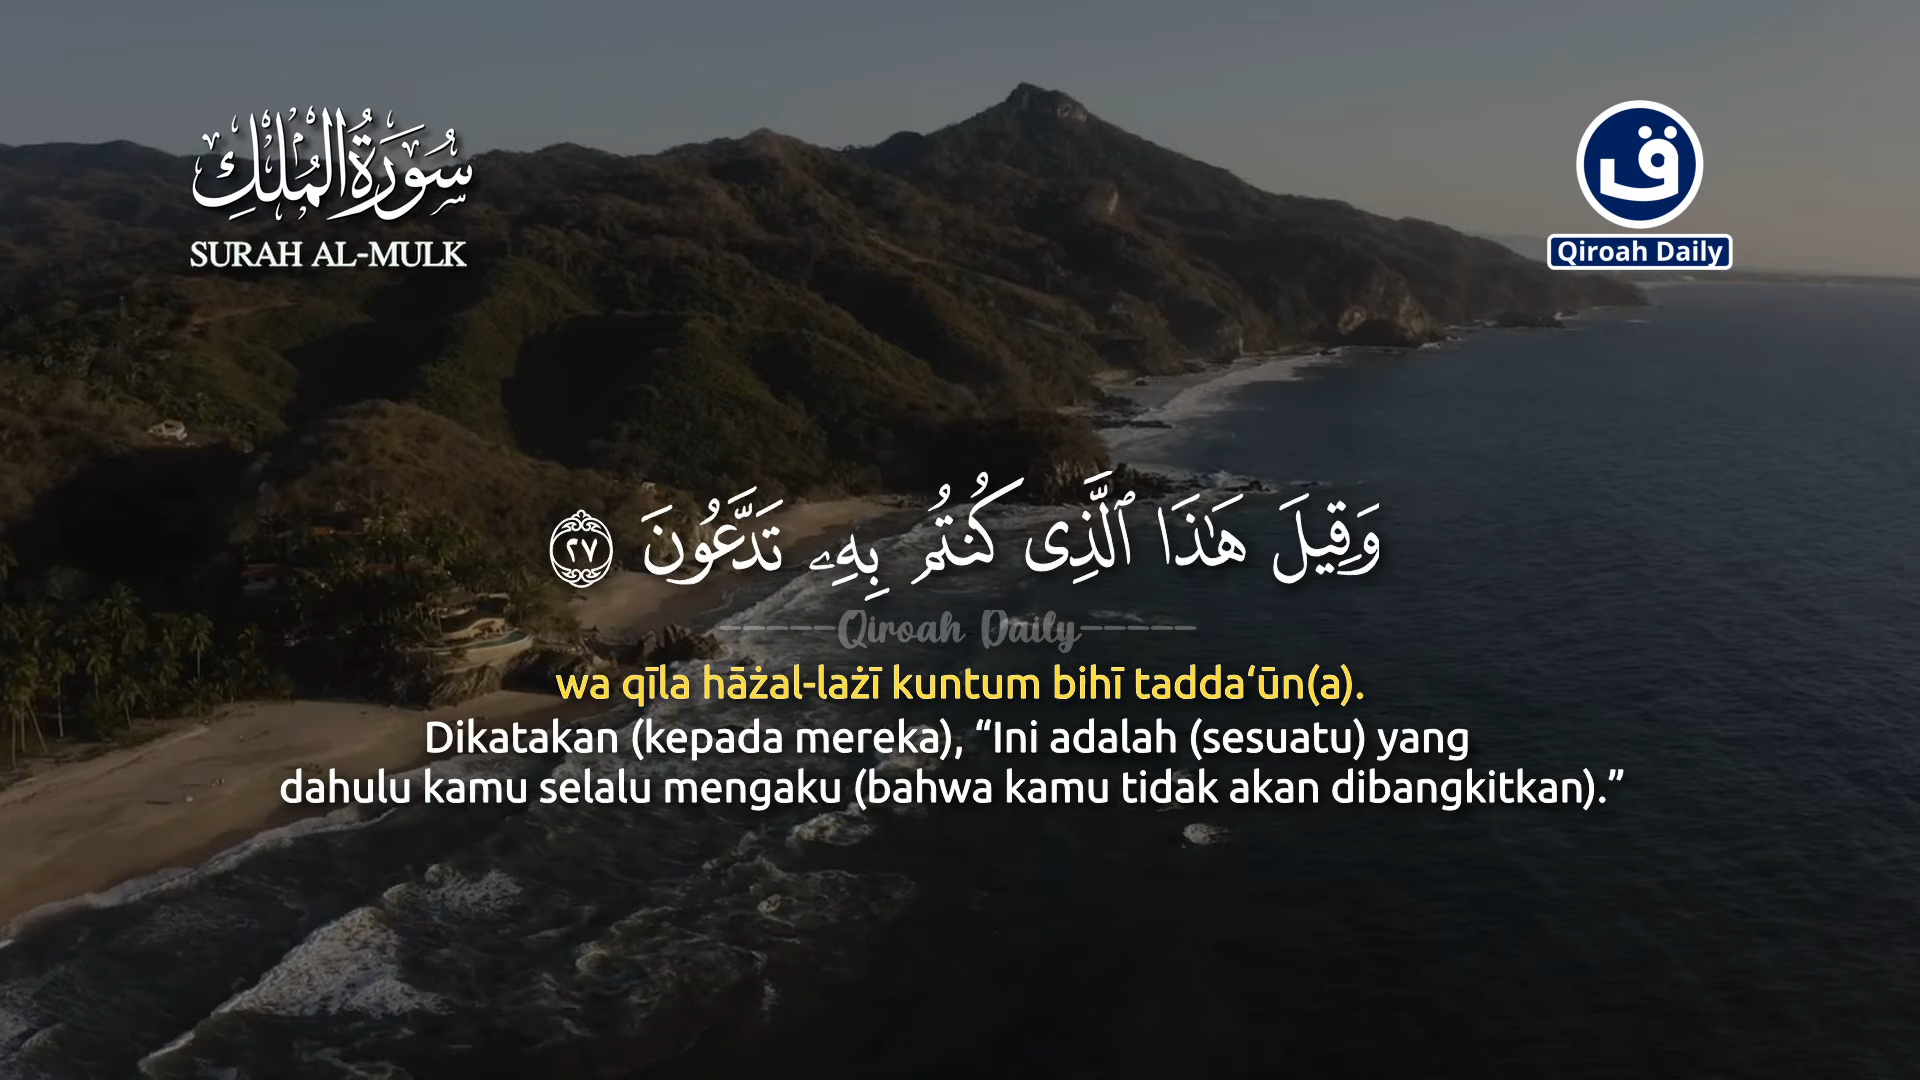 سُورَةُ الْمُلْكِ
SURAH AL-MULK
ق
Qiroah Daily
وَقِيلَ هَٰذَا ٱلَّذِى كُنتُم بِهِۦ تَدَّعُونَ ٢٧
-----Qiroah Daily-----
wa qīla hāżal-lażī kuntum bihī tadda‘ūn(a).
Dikatakan (kepada mereka), “Ini adalah (sesuatu) yang
dahulu kamu selalu mengaku (bahwa kamu tidak akan dibangkitkan).”